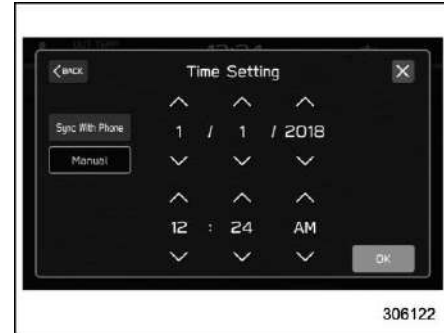 BACK
Time Setting
X
Sync With Phone
1 / 1 / 2018
Manual
12 : 24 AM
OK
306122